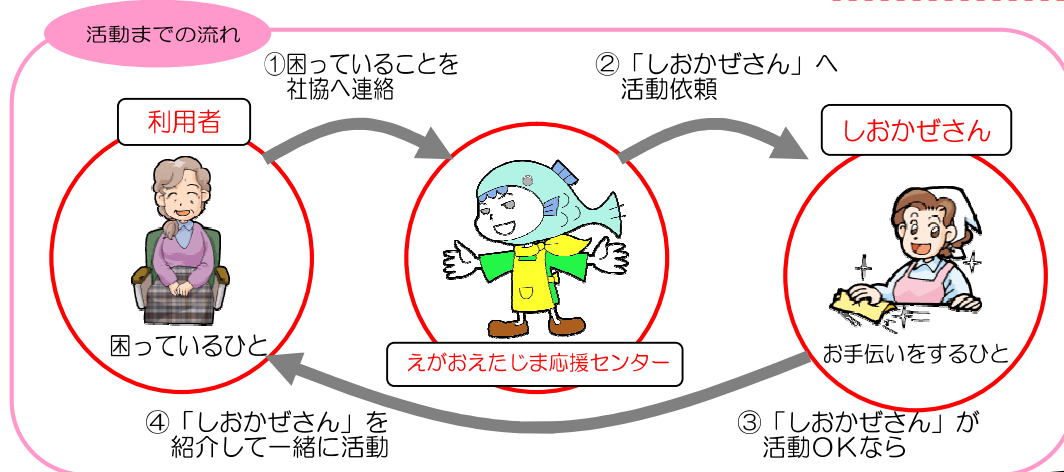 活動までの流れ
①困っていることを
社協へ連絡
②「しおかぜさん」へ
活動依頼
利用者
しおかぜさん
困っているひと
えがおえたじま応援センター
お手伝いをするひと
④「しおかぜさん」を
紹介して一緒に活動
③「しおかぜさん」が
活動OKなら